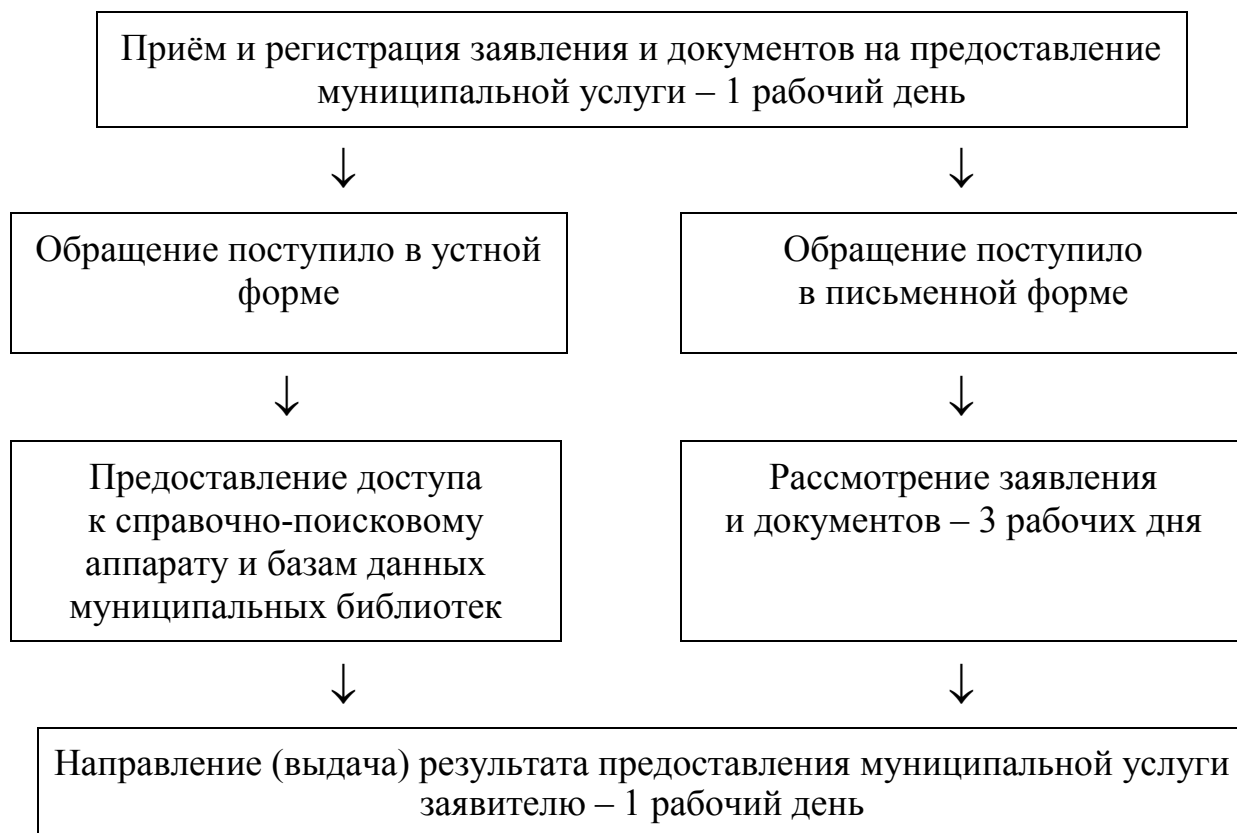 Приём и регистрация заявления и документов на предоставление
муниципальной услуги – 1 рабочий день
↓ ↓
Обращение поступило в устной
форме
Обращение поступило
в письменной форме
↓ ↓
Предоставление доступа
к справочно-поисковому
аппарату и базам данных
муниципальных библиотек
Рассмотрение заявления
и документов – 3 рабочих дня
↓ ↓
Направление (выдача) результата предоставления муниципальной услуги
заявителю – 1 рабочий день